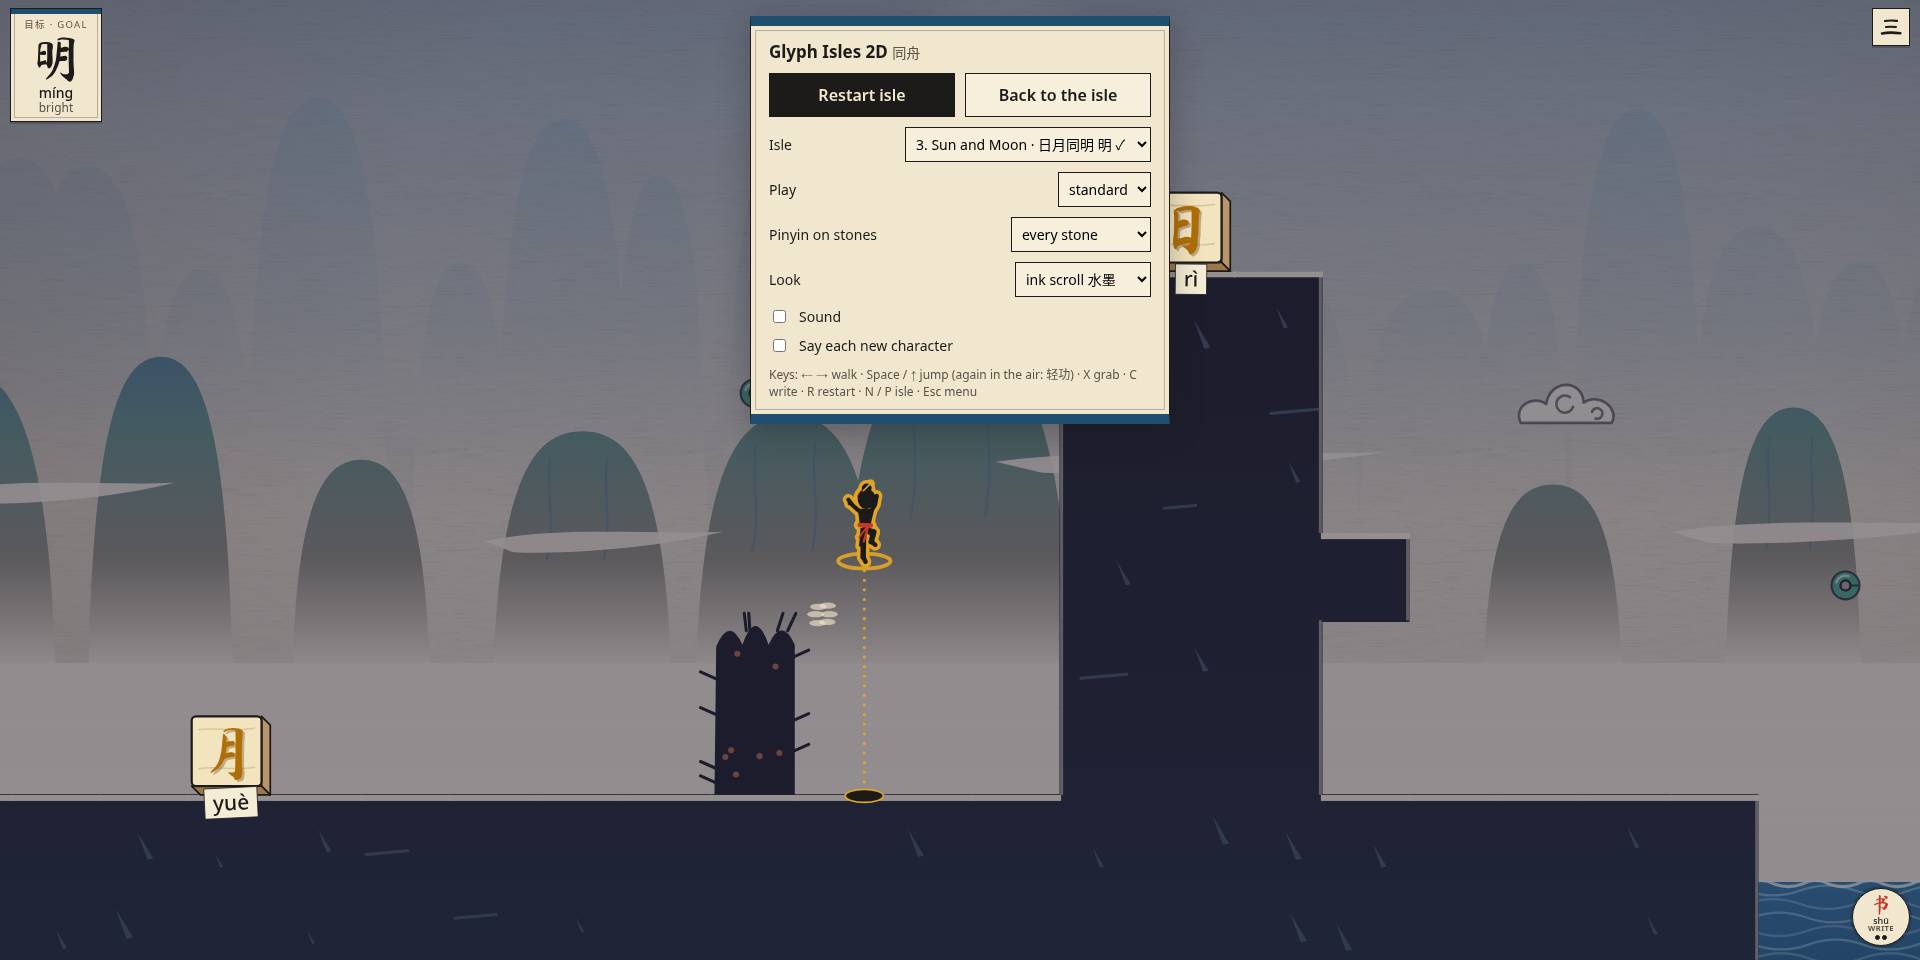 目标 · GOAL
明
míng
bright
三
Glyph Isles 2D 同舟
Restart isle
Back to the isle
Isle
3. Sun and Moon · 日月同明 明 ✓
Play
standard
Pinyin on stones
every stone
Look
ink scroll 水墨
Sound
Say each new character
Keys: ← → walk · Space / ↑ jump (again in the air: 轻功) · X grab · C
write · R restart · N / P isle · Esc menu
日
rì
月
yuè
书
shū
WRITE